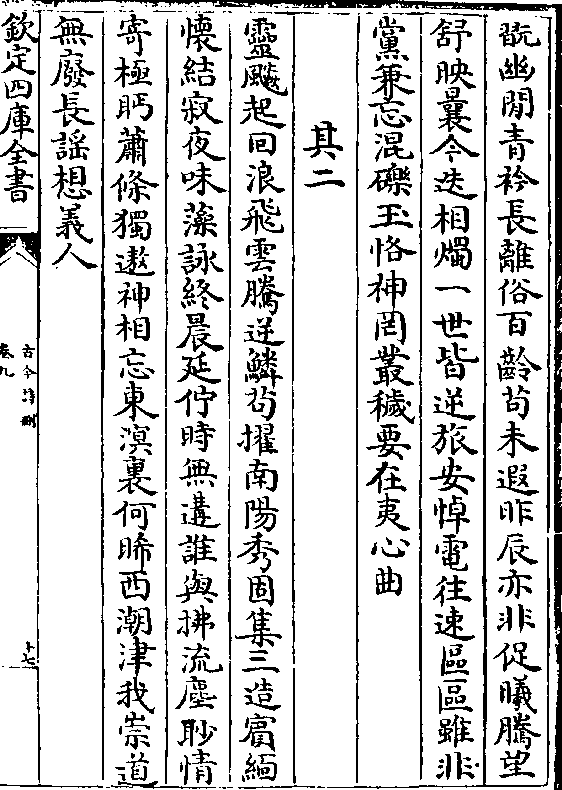 翫幽閒青衿長離俗百齡苟未遐昨辰亦非促曦騰望
舒映曩今迭相燭一世皆逆旅安悼電往速區區雖非
黨兼忘混礫玉恪神罔叢穢要在夷心曲
其二
靈飈起回浪飛雲騰逆鱗苟擢南陽秀固集三造賓緬
懷結寂夜味藻詠終晨延佇時無遘誰與拂流塵眇情
寄極眄蕭條獨遨神相忘東溟裏何晞西潮津我崇道
無廢長謡想義人
欽定四庫全書
古今詩刪
卷九
十七